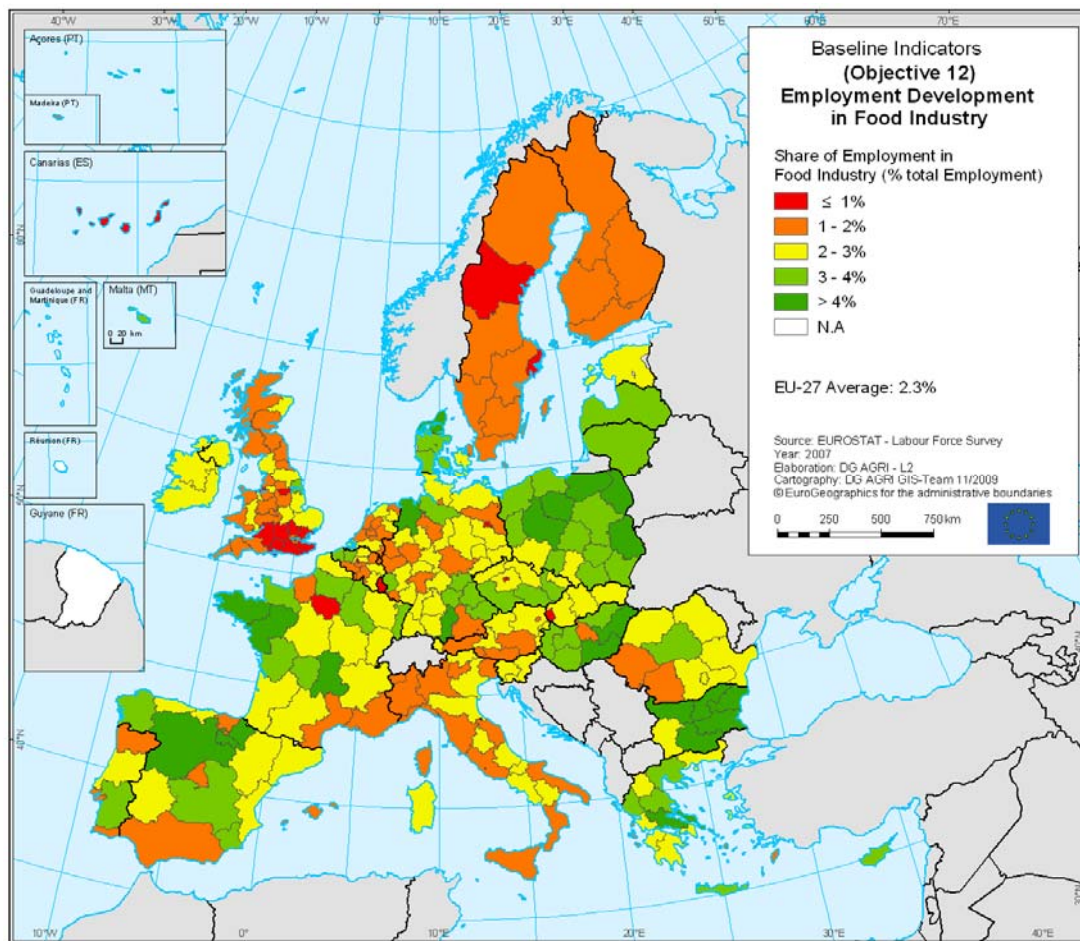 10°W
0°
10°E
20°E
30°E
40°E
50°E
60°E
70°E
Açores (PT)
Madeira (PT)
Canarias (ES)
Guadeloupe and
Martinique (FR)
Malta (MT)
0 20 km
Réunion (FR)
Guyane (FR)
Baseline Indicators
(Objective 12)
Employment Development
in Food Industry
Share of Employment in
Food Industry (% total Employment)
≤ 1%
1 - 2%
2 - 3%
3 - 4%
> 4%
N.A
EU-27 Average: 2.3%
Source: EUROSTAT - Labour Force Survey
Year: 2007
Elaboration: DG AGRI - L2
Cartography: DG AGRI GIS-Team 11/2009
© EuroGeographics for the administrative boundaries
0 250 500 750 km
40°N
10°W
0°
10°E
20°E
30°E
40°E